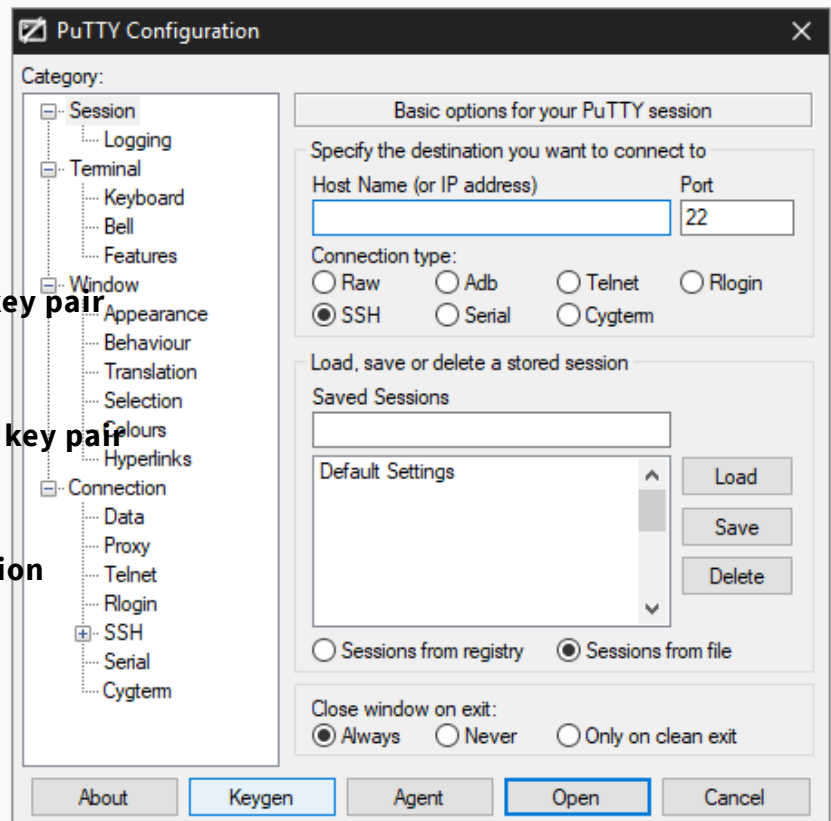 PuTTY Configuration
Category:
Session
Logging
Terminal
Keyboard
Bell
Features
Window
Appearance
Behaviour
Translation
Selection
Colours
Hyperlinks
Connection
Data
Proxy
Telnet
Rlogin
SSH
Serial
Cygterm
key pair
key pair
Basic options for your PuTTY session
Specify the destination you want to connect to
Host Name (or IP address) Port
22
Connection type:
Raw Adb Telnet Rlogin
SSH Serial Cygterm
Load, save or delete a stored session
Saved Sessions
Default Settings
Load
Save
Delete
Sessions from registry Sessions from file
Close window on exit:
Always Never Only on clean exit
About Keygen Agent Open Cancel